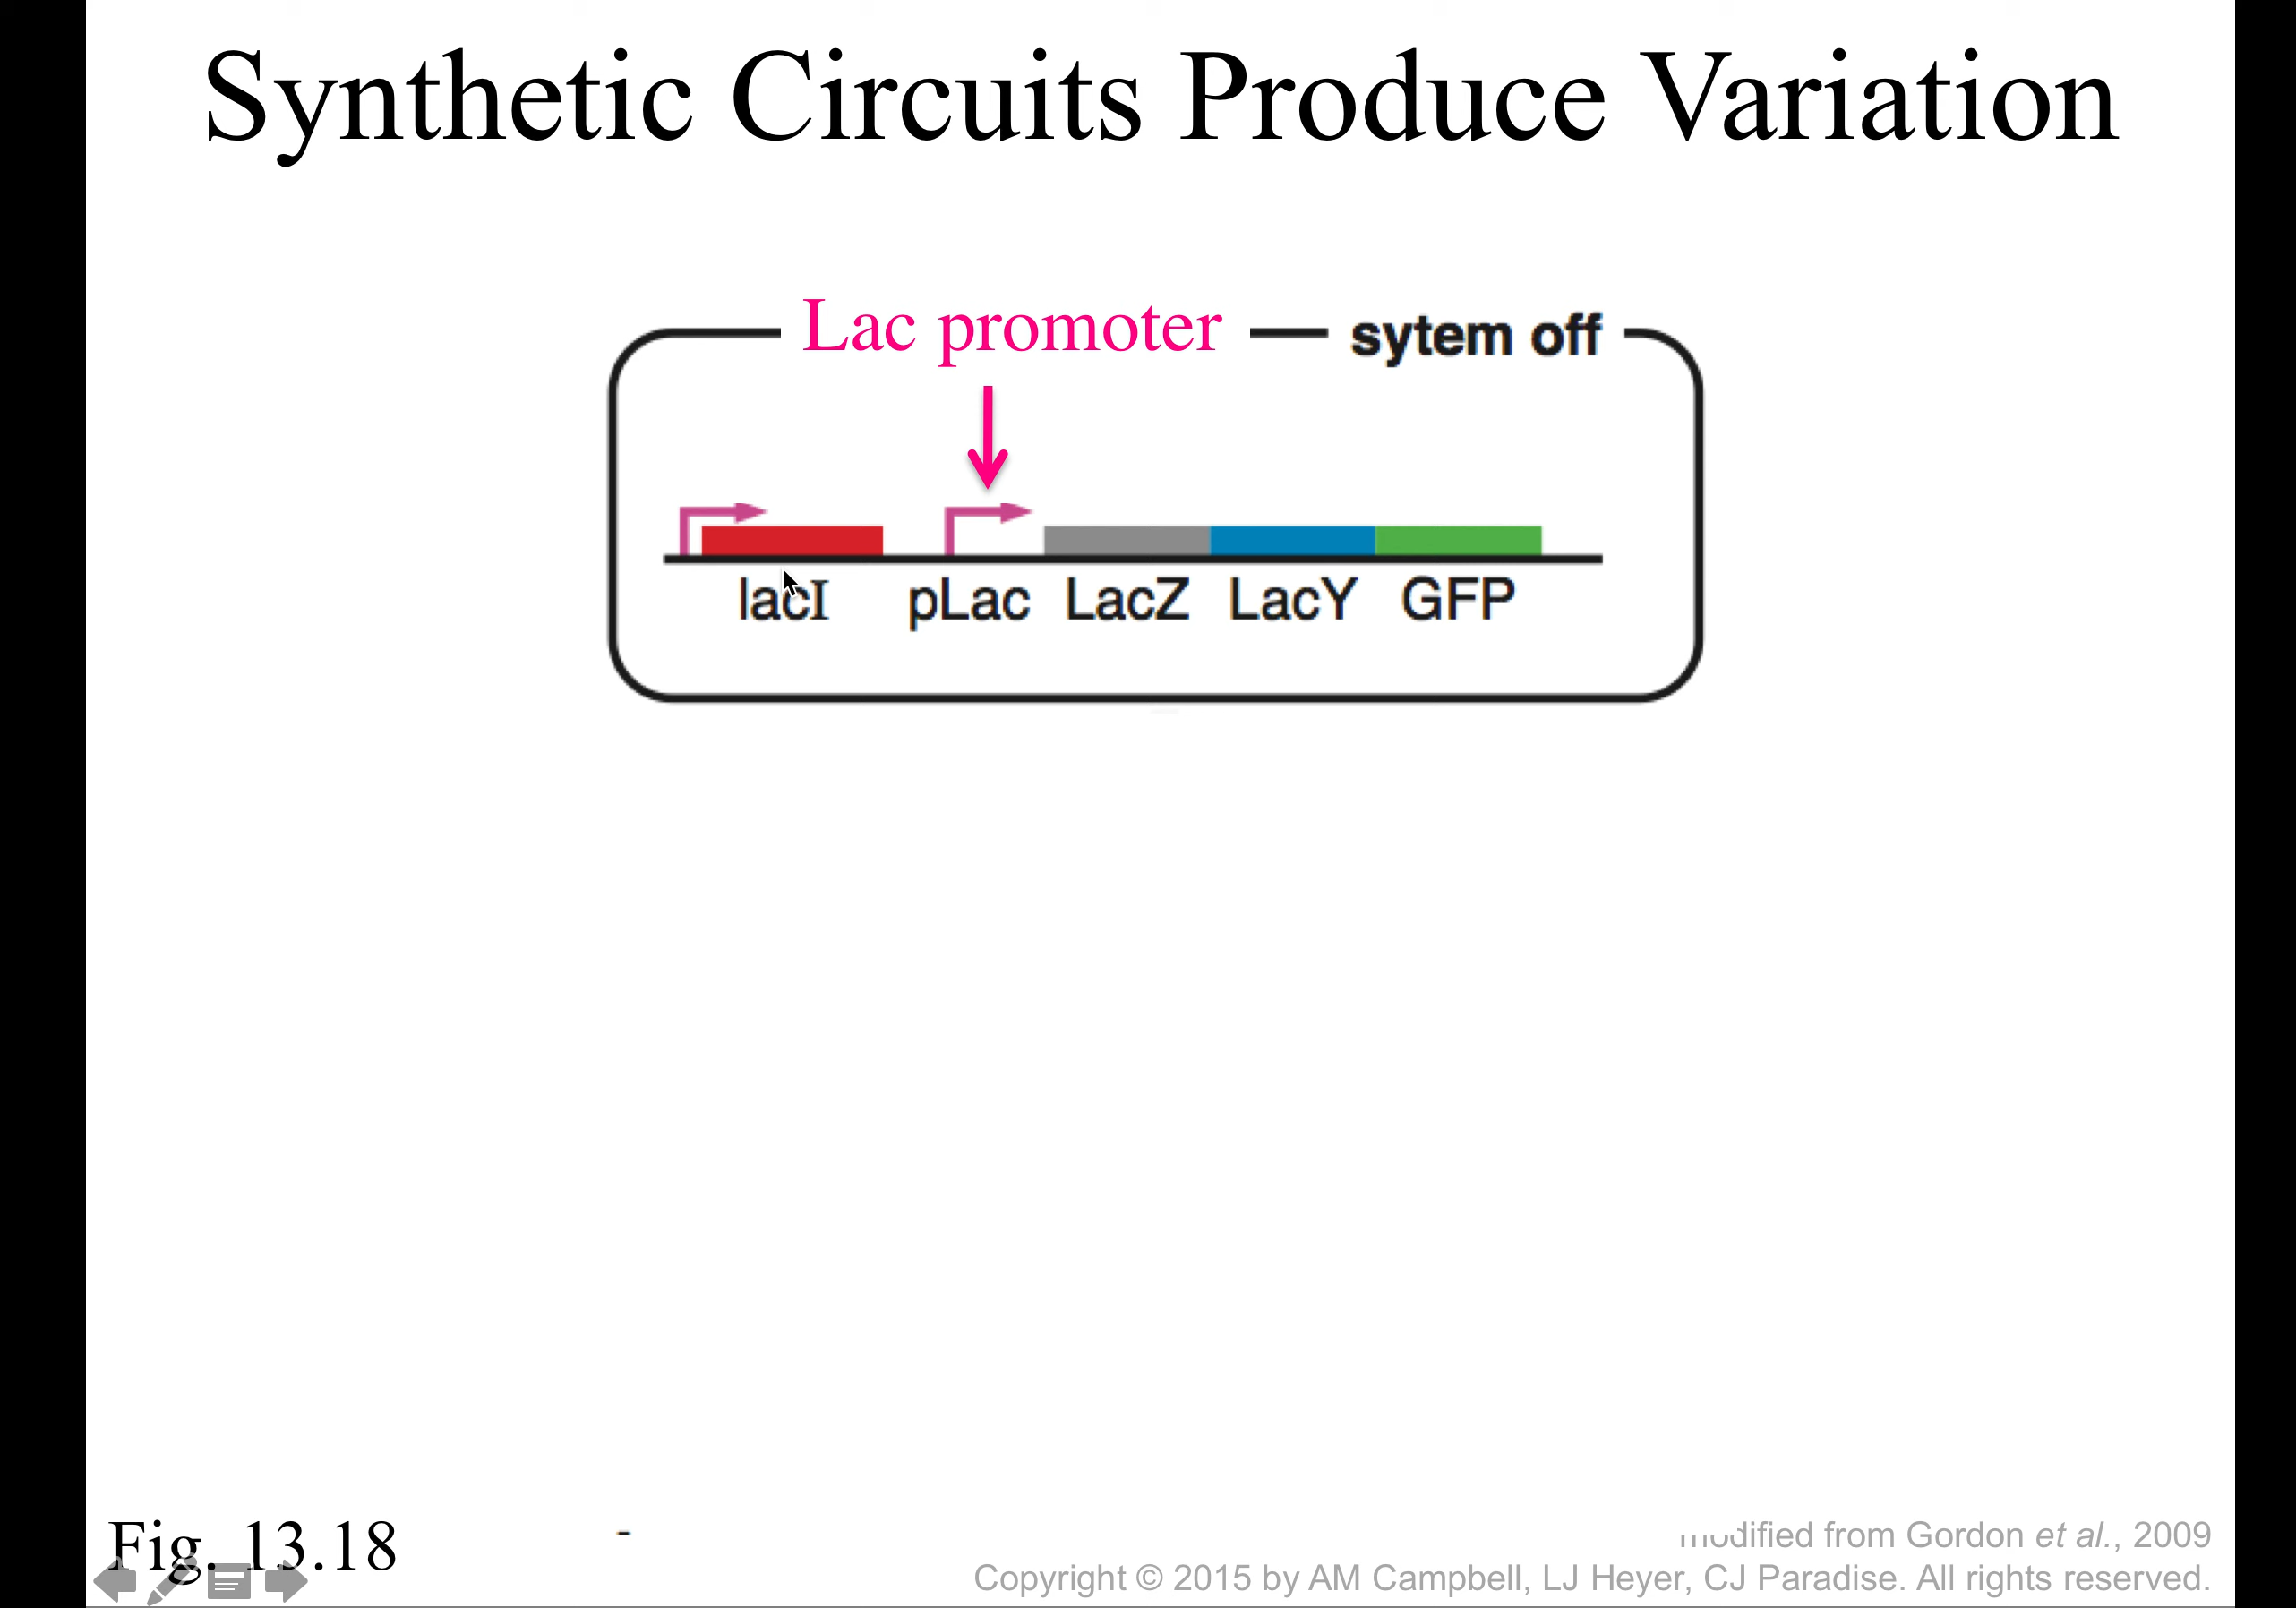 Synthetic Circuits Produce Variation
Lac promoter
sytem off
lacI pLac LacZ LacY GFP
Fig. 13.18
modified from Gordon et al., 2009
Copyright © 2015 by AM Campbell, LJ Heyer, CJ Paradise. All rights reserved.